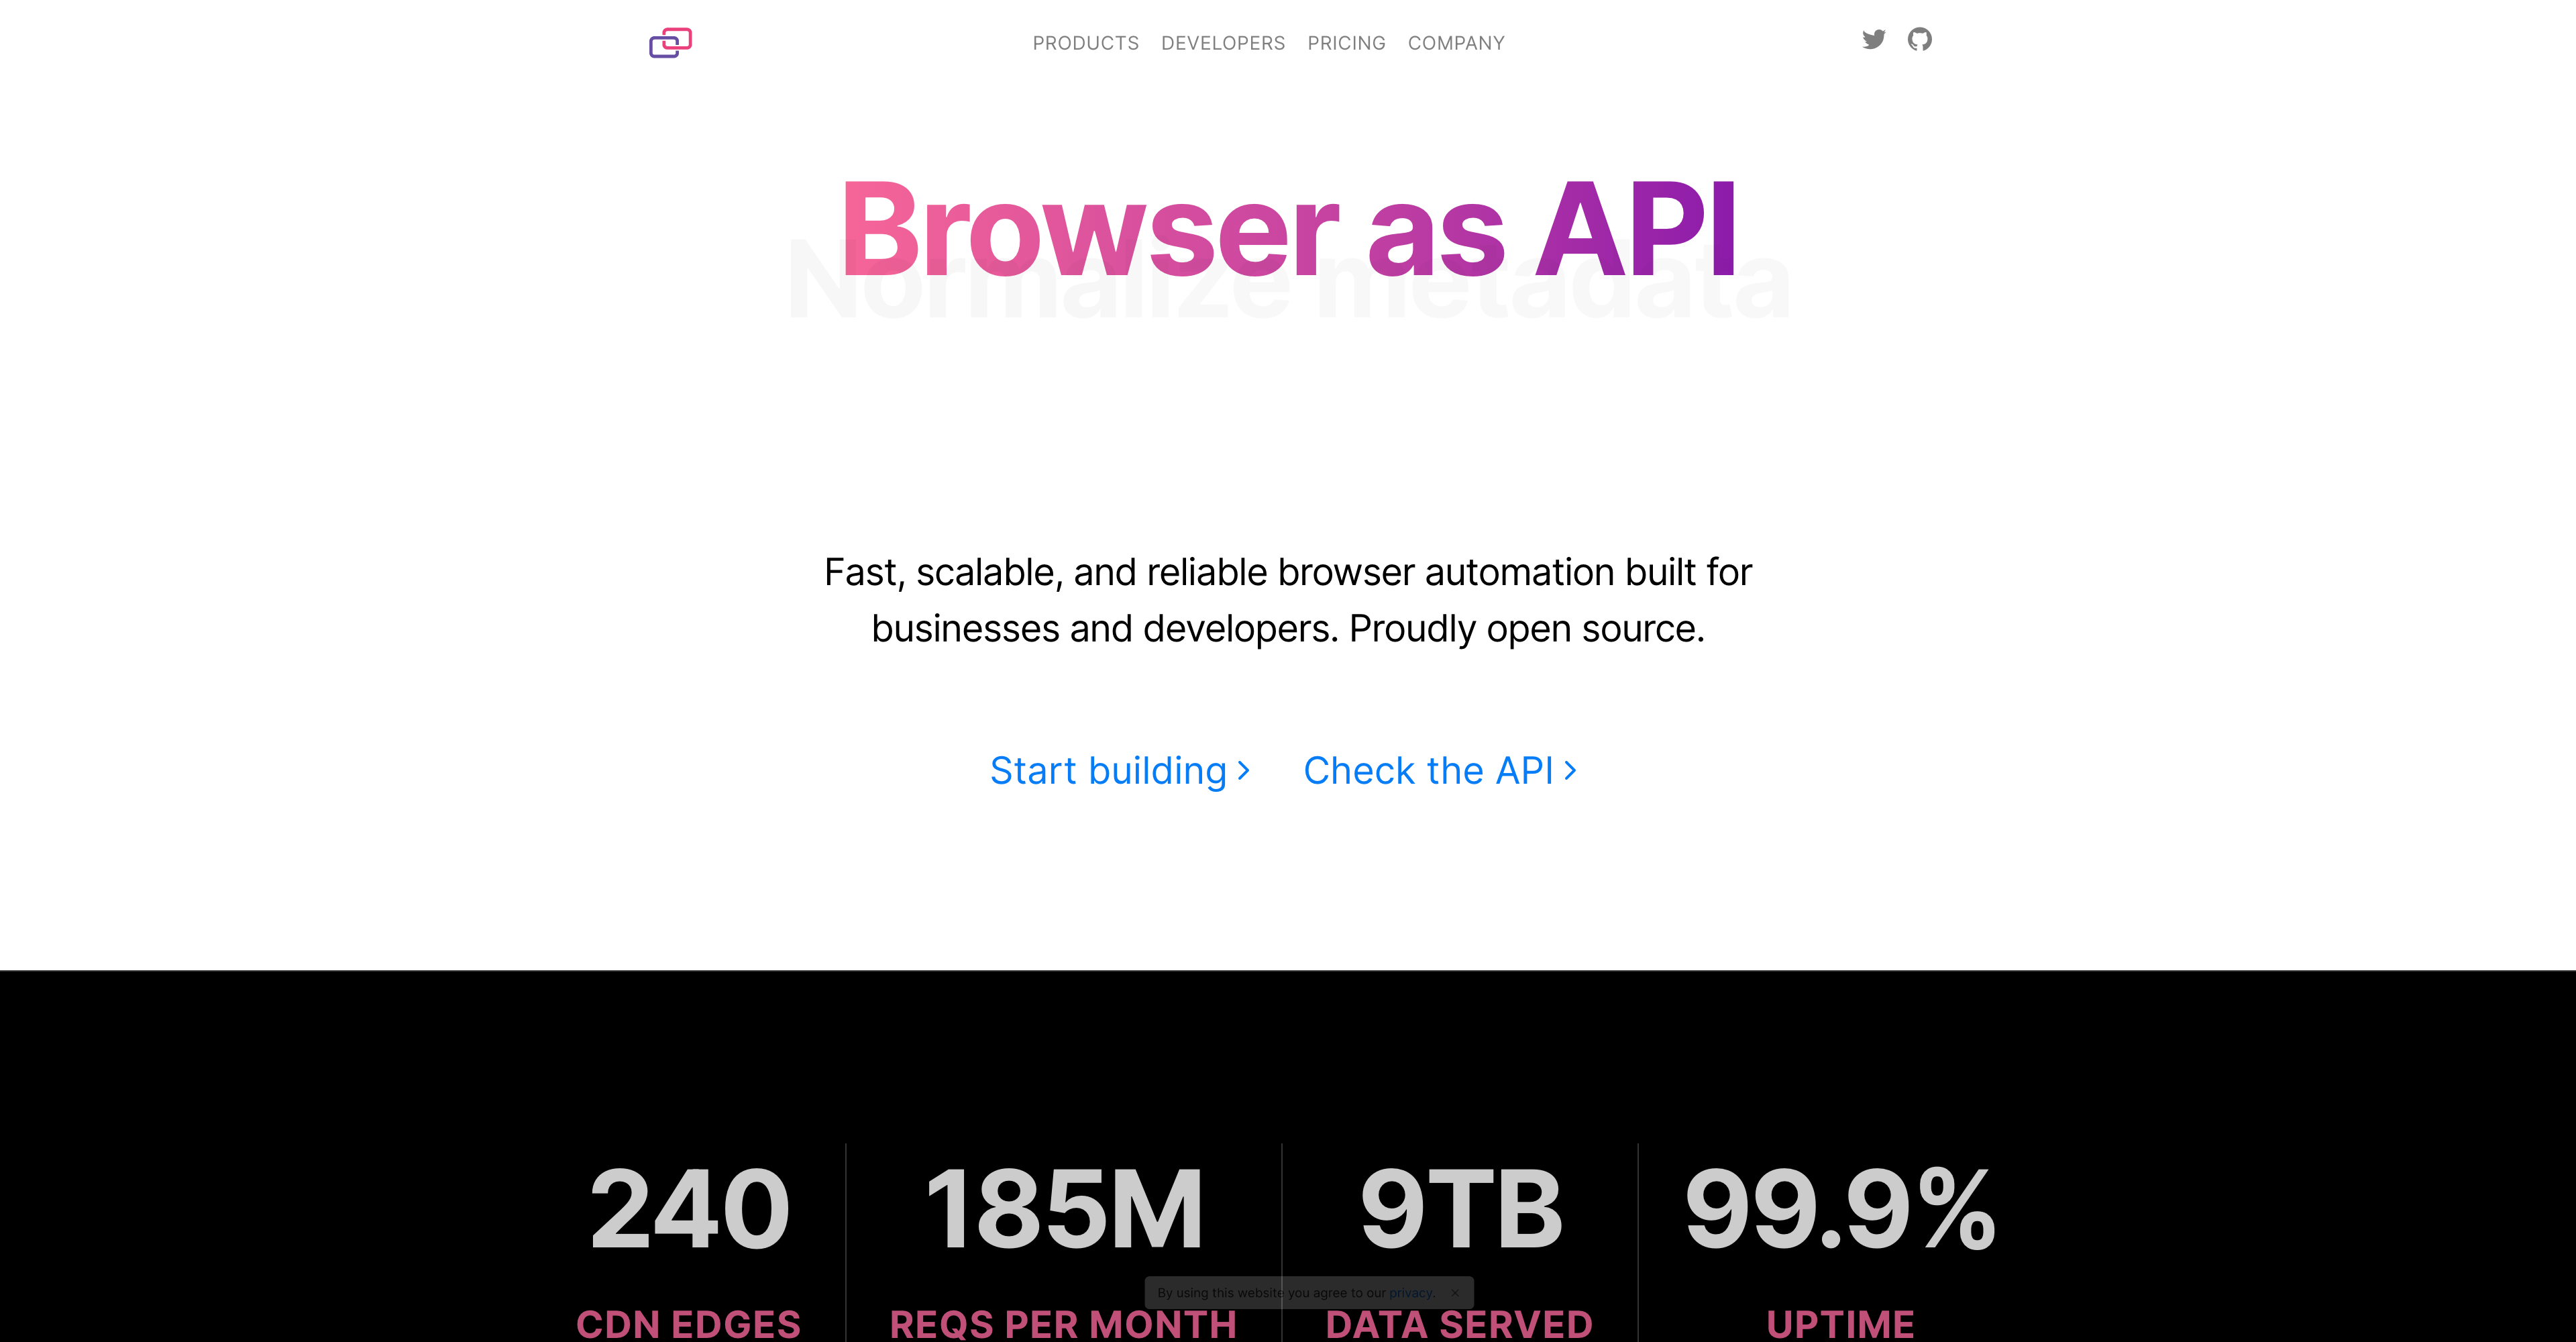 PRODUCTS DEVELOPERS PRICING COMPANY
Browser as API
Normalize metadata
Fast, scalable, and reliable browser automation built for
businesses and developers. Proudly open source.
Start building > Check the API >
240 185M 9TB 99.9%
By using this website you agree to our privacy. ×
CDN EDGES REQS PER MONTH DATA SERVED UPTIME